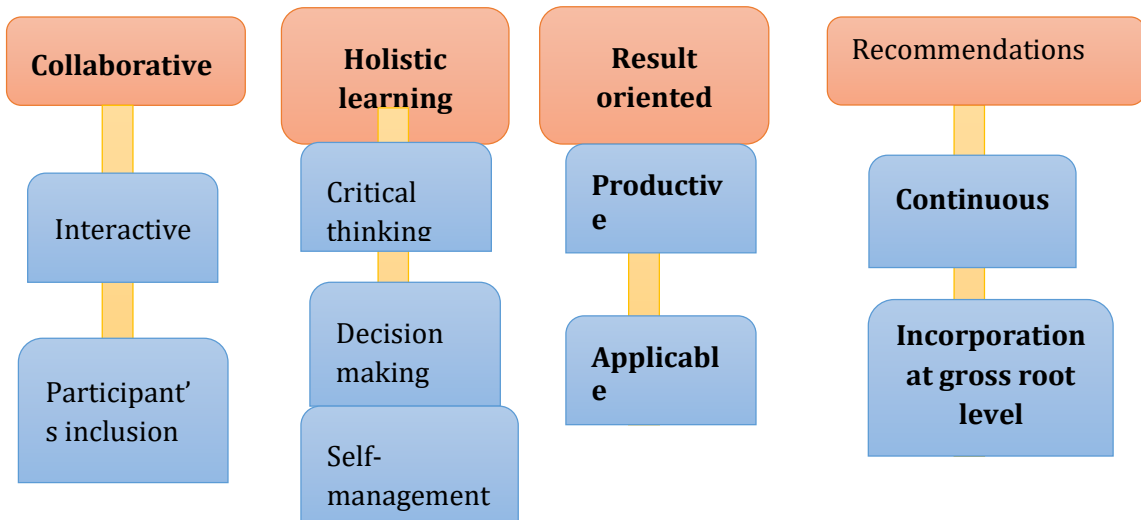 Collaborative
Interactive
Participant’
s inclusion
Holistic
learning
Critical
thinking
Decision
making
Self-
management
Result
oriented
Productiv
e
Applicabl
e
Recommendations
Continuous
Incorporation
at gross root
level